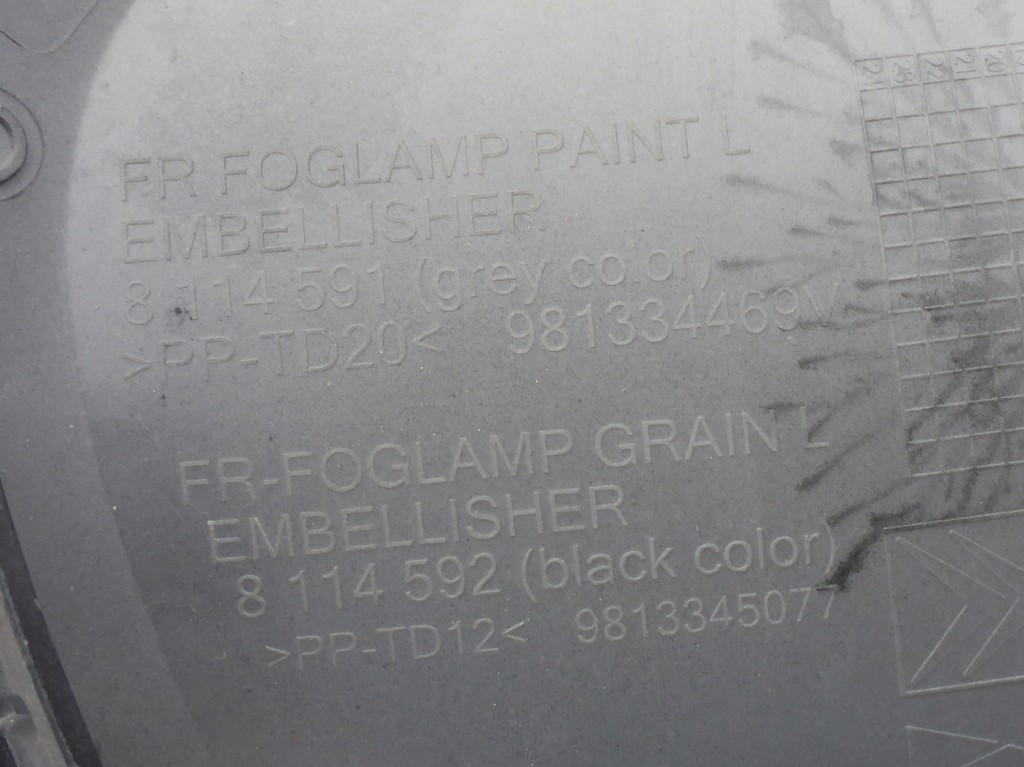 FR FOGLAMP PAINT L
EMBELLISHER
8 114 591 (grey color)
>PP-TD20< 981334469V
FR-FOGLAMP GRAIN L
EMBELLISHER
8 114 592 (black color)
>PP-TD12< 9813345077